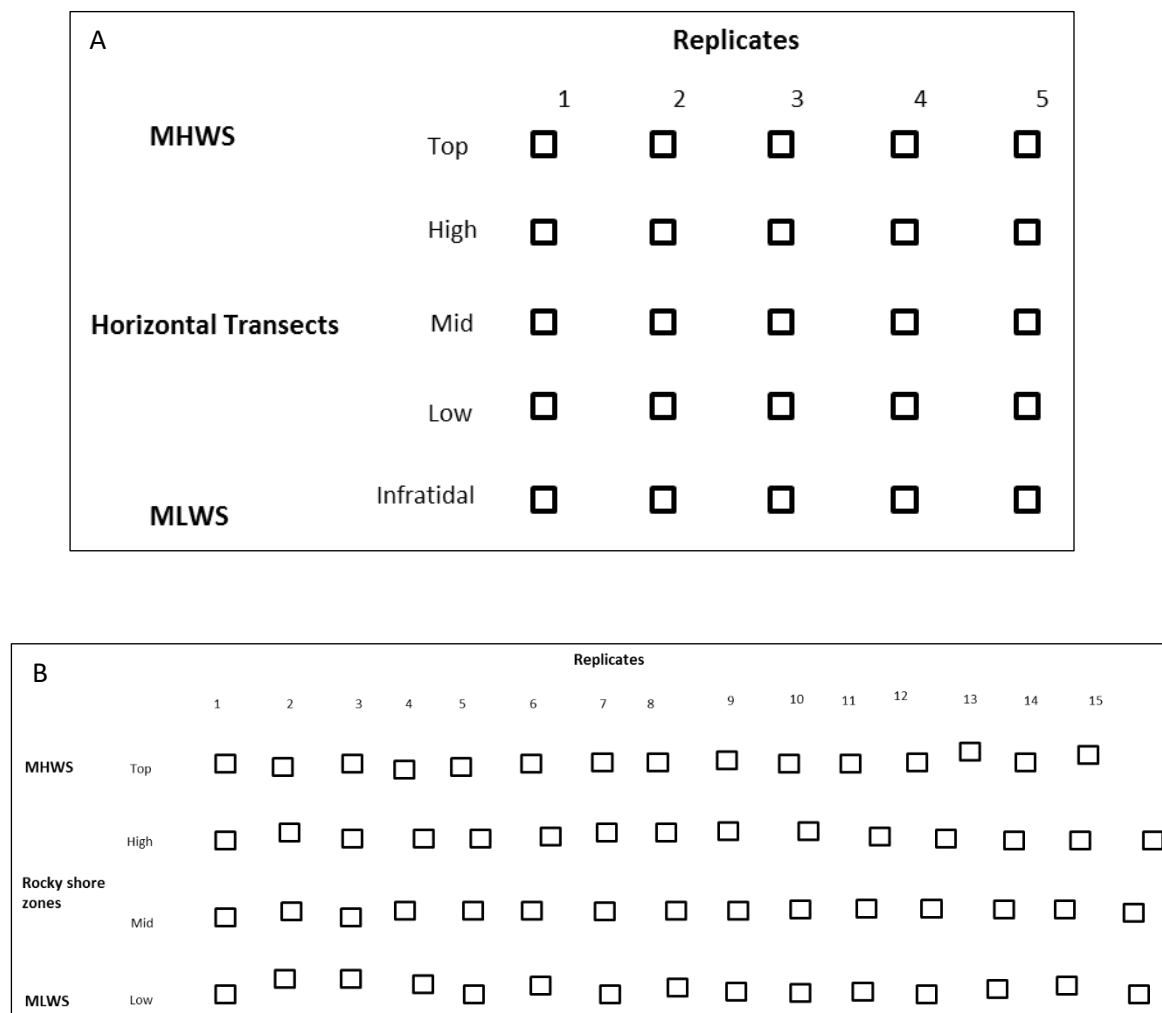 A
Replicates
1 2 3 4 5
MHWS
Top
High
Horizontal Transects
Mid
Low
Infratidal
MLWS
B
Replicates
1 2 3 4 5 6 7 8 9 10 11 12 13 14 15
MHWS
Top
High
Rocky shore
zones
Mid
MLWS
Low